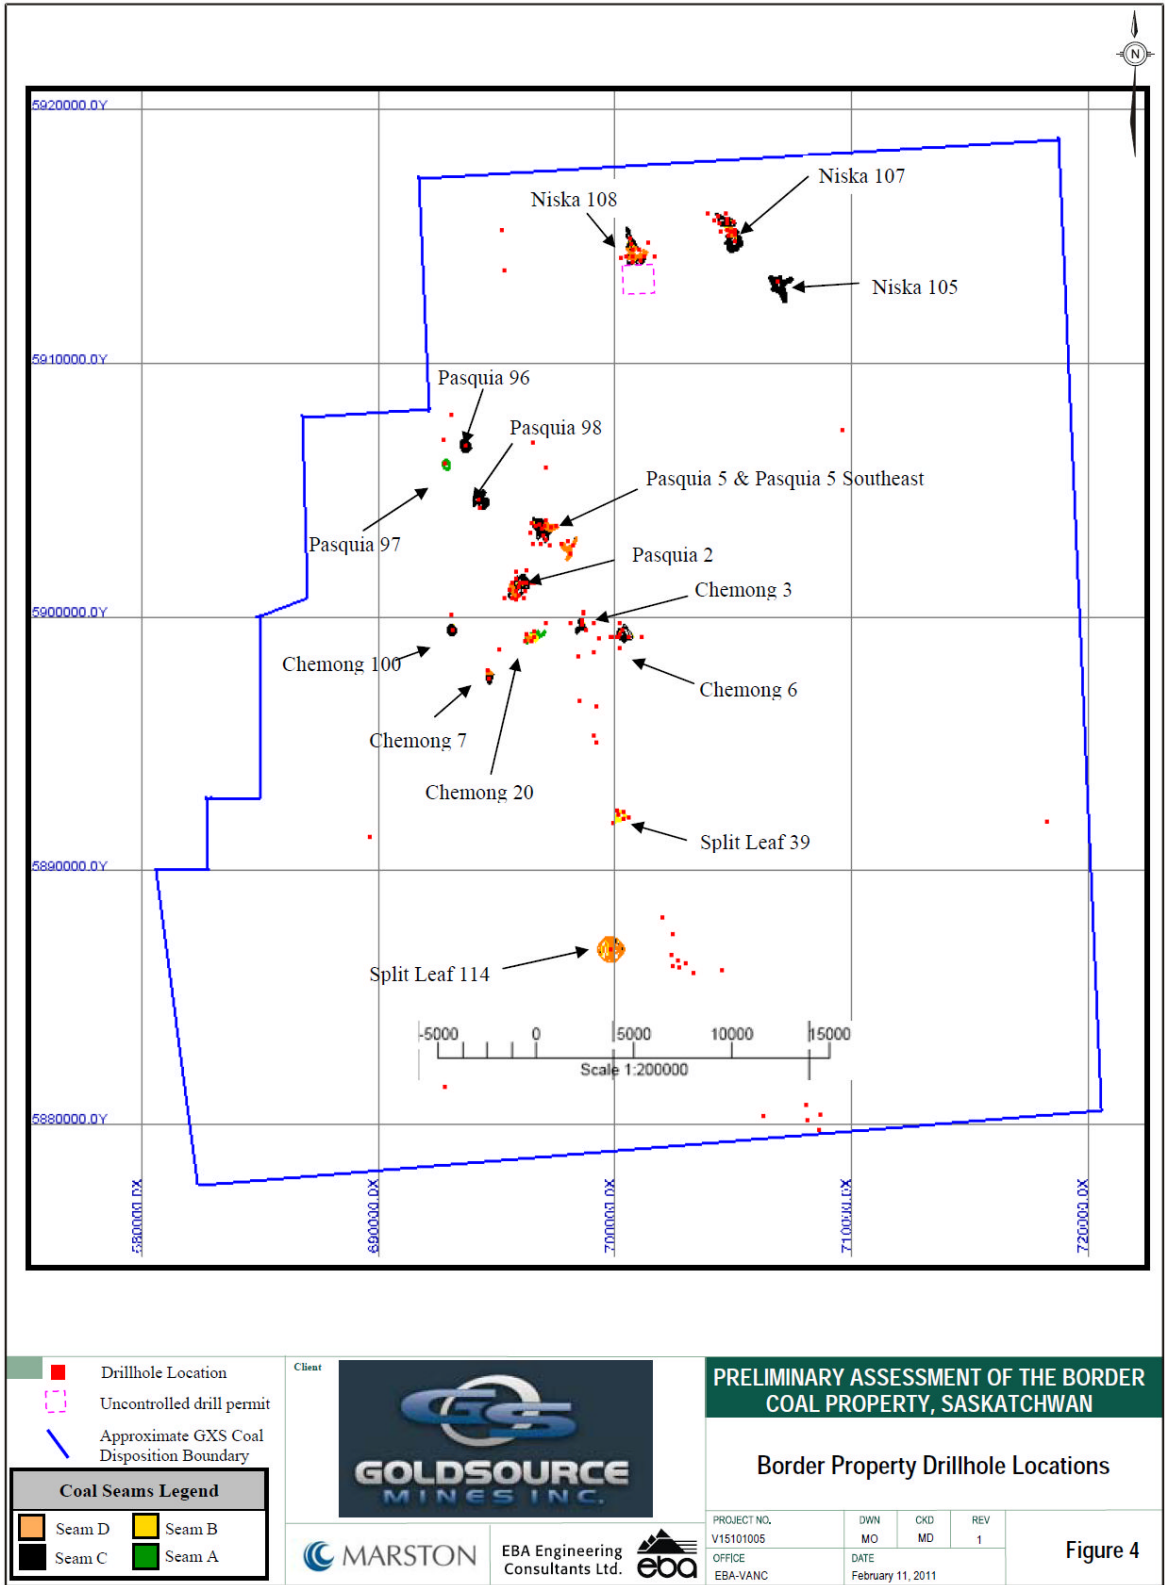 N
5920000.0Y
Niska 107
Niska 108
Niska 105
5910000.0Y
Pasquia 96
Pasquia 98
Pasquia 5 & Pasquia 5 Southeast
Pasquia 97
Pasquia 2
Chemong 3
5900000.0Y
Chemong 100
Chemong 6
Chemong 7
Chemong 20
Split Leaf 39
5890000.0Y
Split Leaf 114
-5000 0 5000 10000 15000
Scale 1:200000
5880000.0Y
580000.0X 690000.0X 700000.0X 710000.0X 720000.0X
Drillhole Location
Uncontrolled drill permit
Approximate GXS Coal
Disposition Boundary
Coal Seams Legend
Seam D Seam B
Seam C Seam A
Client
GS
GOLDSOURCE
MINES INC.
MARSTON
EBA Engineering
Consultants Ltd.
eba
PRELIMINARY ASSESSMENT OF THE BORDER
COAL PROPERTY, SASKATCHWAN
Border Property Drillhole Locations
PROJECT NO. DWN CKD REV
V15101005 MO MD 1
OFFICE DATE
EBA-VANC February 11, 2011
Figure 4